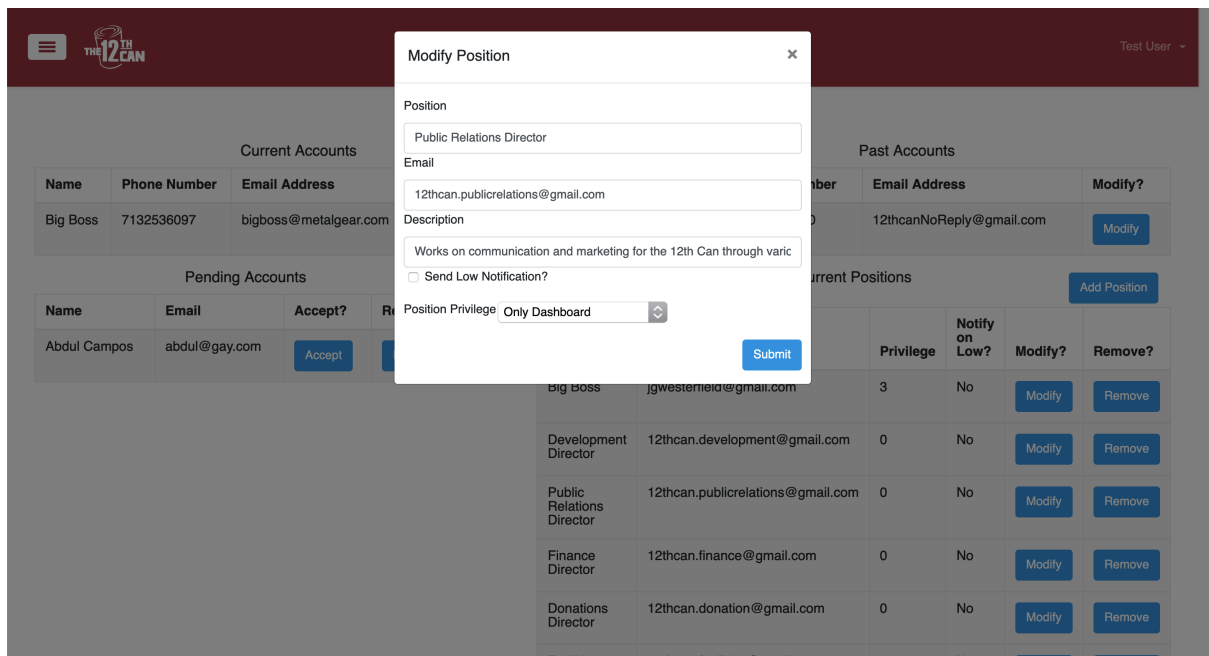 THE 12TH CAN
Test User
Modify Position
×
Position
Public Relations Director
Email
12thcan.publicrelations@gmail.com
Description
Works on communication and marketing for the 12th Can through vario
Send Low Notification?
Position Privilege Only Dashboard
Submit
Current Accounts
Name Phone Number Email Address
Big Boss 7132536097 bigboss@metalgear.com
Past Accounts
Email Address Modify?
12thcanNoReply@gmail.com Modify
Pending Accounts
Name Email Accept?
Abdul Campos abdul@gay.com Accept
Positions
Add Position
Privilege Notify on Low? Modify? Remove?
Big Boss jgwesterfield@gmail.com 3 No Modify Remove
Development Director 12thcan.development@gmail.com 0 No Modify Remove
Public Relations Director 12thcan.publicrelations@gmail.com 0 No Modify Remove
Finance Director 12thcan.finance@gmail.com 0 No Modify Remove
Donations Director 12thcan.donation@gmail.com 0 No Modify Remove